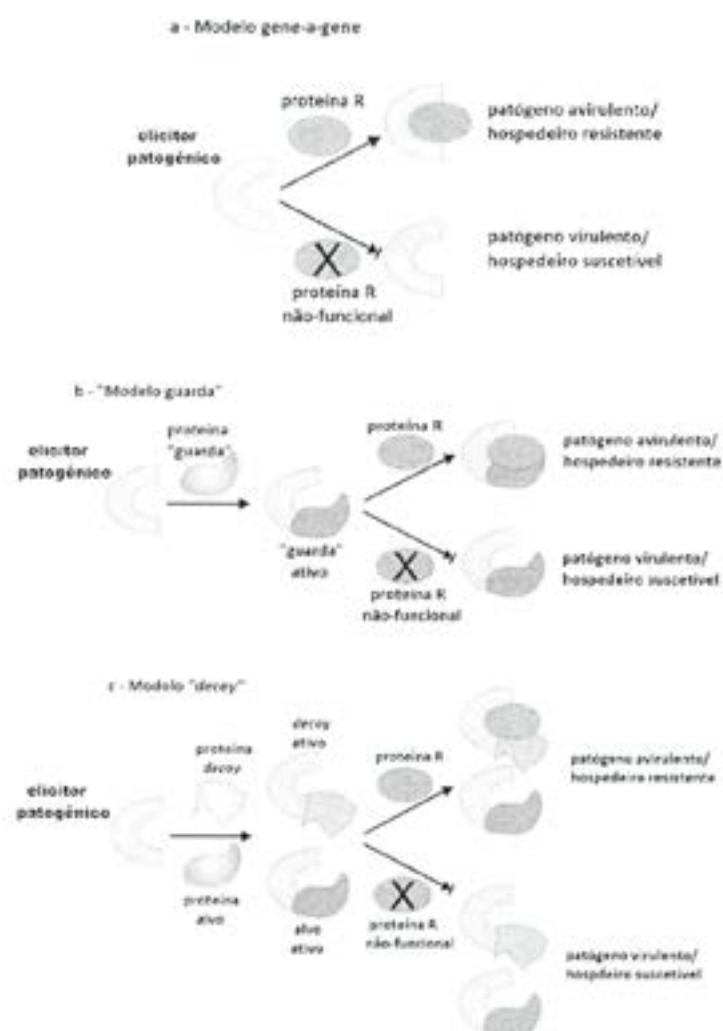 a - Modelo gene-a-gene
proteína R
elicitor
patogénico
patógeno avirulento/
hospedeiro resistente
patógeno virulento/
hospedeiro suscetível
X
proteína R
não-funcional
b - "Modelo guarda"
proteína
"guarda"
elicitor
patogénico
proteína R
patógeno avirulento/
hospedeiro resistente
"guarda"
ativo
X
proteína R
não-funcional
patógeno virulento/
hospedeiro suscetível
c - Modelo "decoy"
decoy
ativo
proteína
decoy
proteína R
elicitor
patogénico
patógeno avirulento/
hospedeiro resistente
proteína
alvo
alvo
ativo
X
proteína R
não-funcional
patógeno virulento/
hospdeiro suscetível